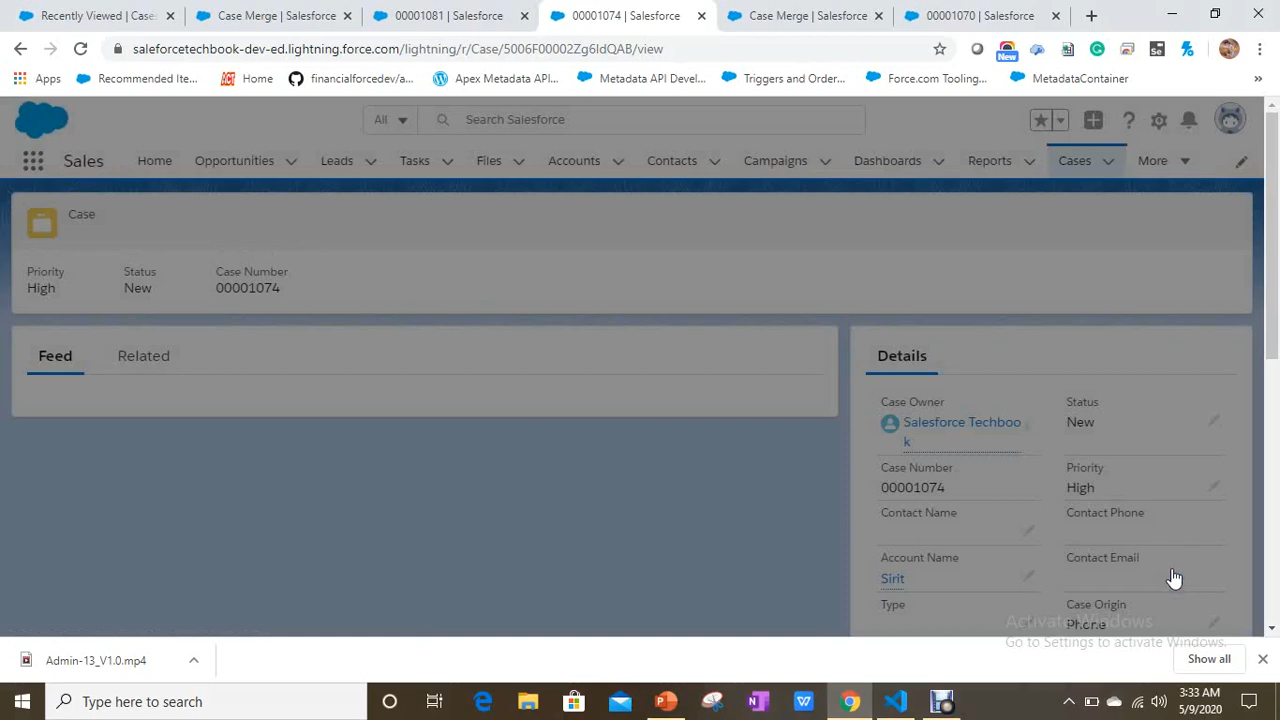 Recently Viewed | Case
Case Merge | Salesforce
00001081 | Salesforce
00001074 | Salesforce
Case Merge | Salesforce
00001070 | Salesforce
saleforcetechbook-dev-ed.lightning.force.com/lightning/r/Case/5006F00002Zg6ldQAB/view
New
Apps
Recommended Ite...
Home
financialforcedev/a...
Apex Metadata API...
Metadata API Devel...
Triggers and Order...
Force.com Tooling...
MetadataContainer
»
All
Search Salesforce
Sales
Home
Opportunities
Leads
Tasks
Files
Accounts
Contacts
Campaigns
Dashboards
Reports
Cases
More
Case
Priority
High
Status
New
Case Number
00001074
Feed
Related
Details
Case Owner
Salesforce Techboo
k
Status
New
Case Number
00001074
Priority
High
Contact Name
Contact Phone
Account Name
Sirit
Contact Email
Type
Case Origin
Phone
Activate Windows
Go to Settings to activate Windows.
Admin-13_V1.0.mp4
Show all
Type here to search
3:33 AM
5/9/2020